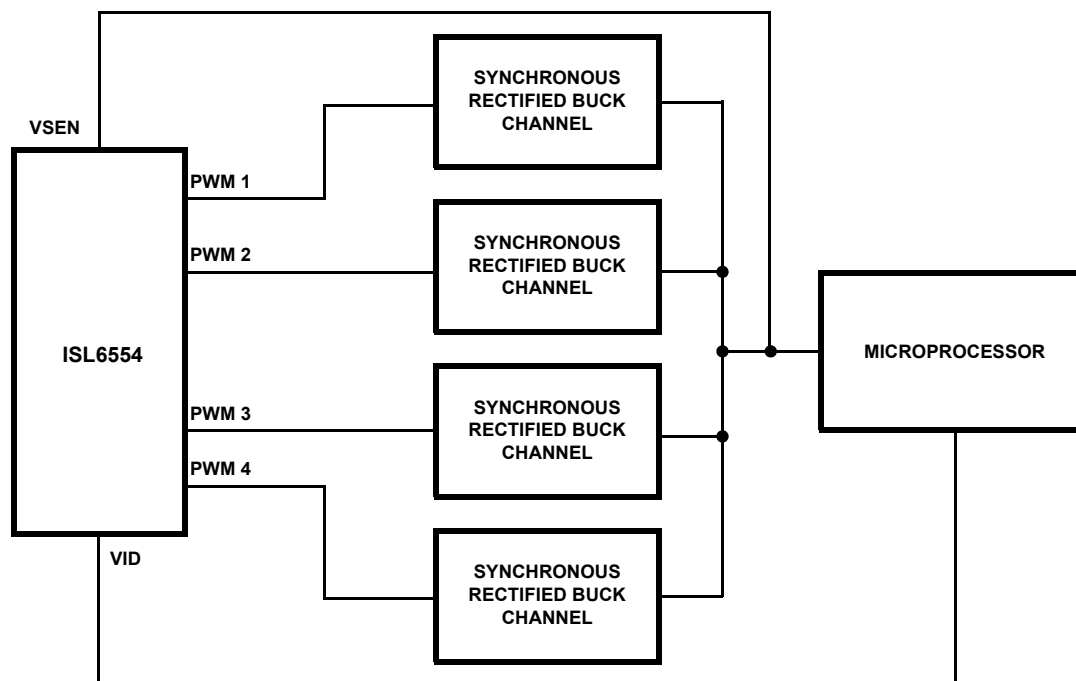 SYNCHRONOUS
RECTIFIED BUCK
CHANNEL
VSEN
PWM 1
SYNCHRONOUS
RECTIFIED BUCK
CHANNEL
PWM 2
ISL6554
MICROPROCESSOR
SYNCHRONOUS
RECTIFIED BUCK
CHANNEL
PWM 3
PWM 4
SYNCHRONOUS
RECTIFIED BUCK
CHANNEL
VID